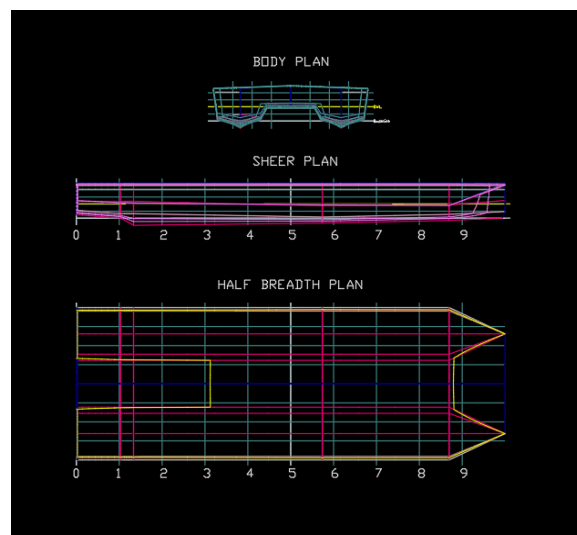 BODY PLAN
SHEER PLAN
0 1 2 3 4 5 6 7 8 9
HALF BREADTH PLAN
0 1 2 3 4 5 6 7 8 9